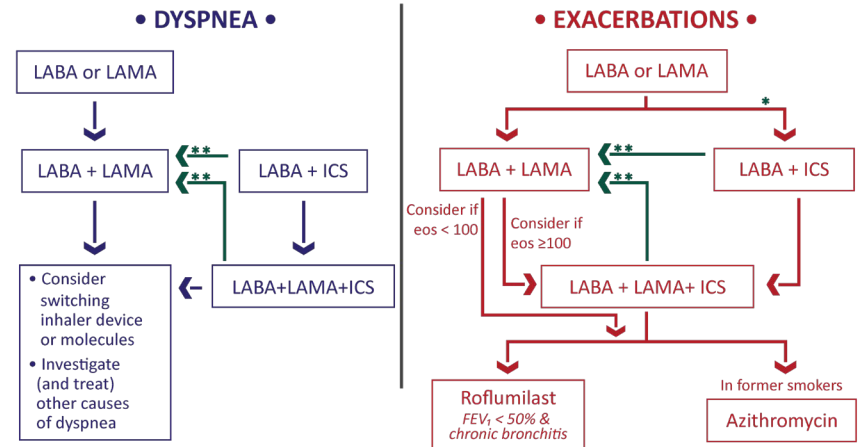 • DYSPNEA •
LABA or LAMA
LABA + LAMA
**
**
LABA + ICS
LABA+LAMA+ICS
• Consider
switching
inhaler device
or molecules
• Investigate
(and treat)
other causes
of dyspnea
• EXACERBATIONS •
LABA or LAMA
*
LABA + LAMA
**
**
LABA + ICS
Consider if
eos < 100
Consider if
eos ≥100
LABA + LAMA+ ICS
Roflumilast
FEV₁ < 50% &
chronic bronchitis
In former smokers
Azithromycin